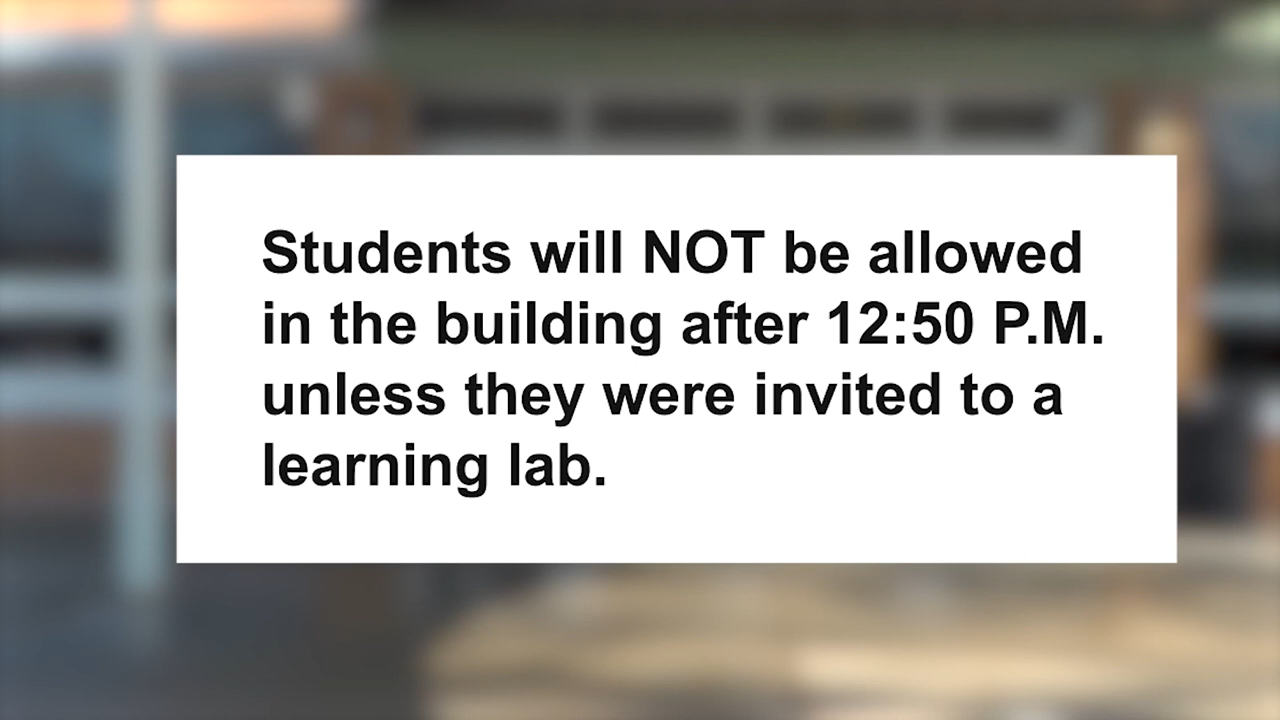 Students will NOT be allowed
in the building after 12:50 P.M.
unless they were invited to a
learning lab.